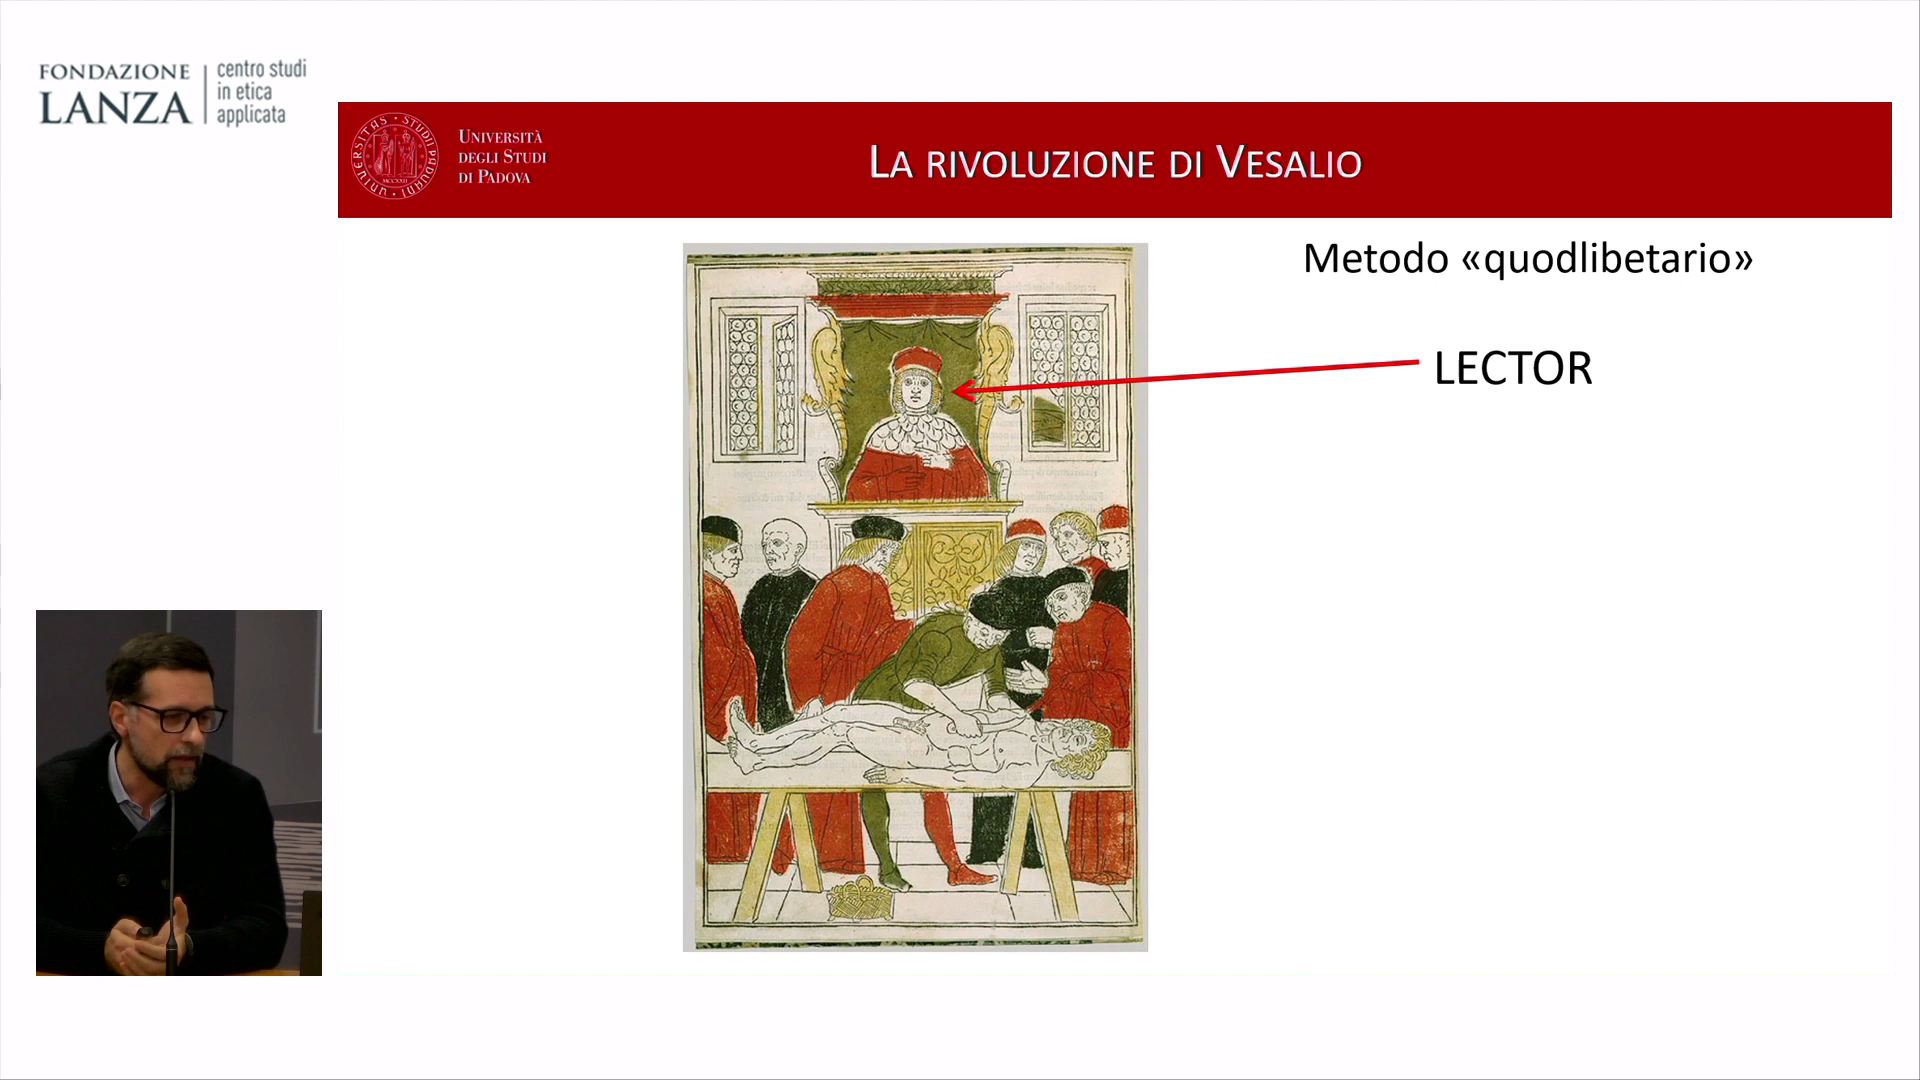 FONDAZIONE
LANZA
centro studi
in etica
applicata
UNIVERSITÀ
DEGLI STUDI
DI PADOVA
LA RIVOLUZIONE DI VESALIO
Metodo «quodlibetario»
LECTOR